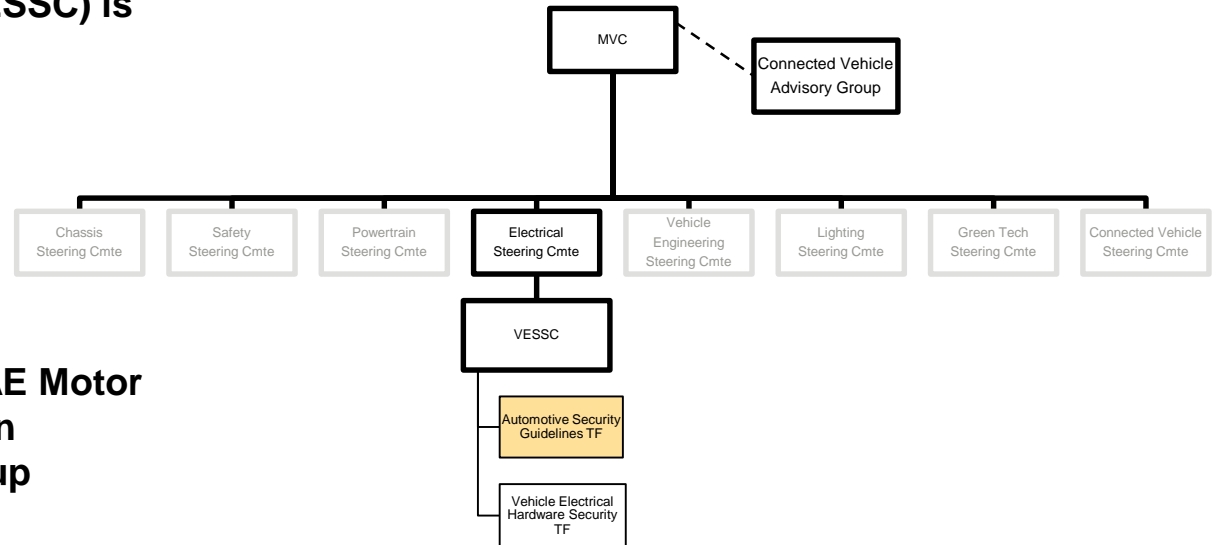 ESSC) is
MVC
Connected Vehicle
Advisory Group
Chassis
Steering Cmte
Safety
Steering Cmte
Powertrain
Steering Cmte
Electrical
Steering Cmte
Vehicle
Engineering
Steering Cmte
Lighting
Steering Cmte
Green Tech
Steering Cmte
Connected Vehicle
Steering Cmte
VESSC
AE Motor
n
up
Automotive Security
Guidelines TF
Vehicle Electrical
Hardware Security
TF